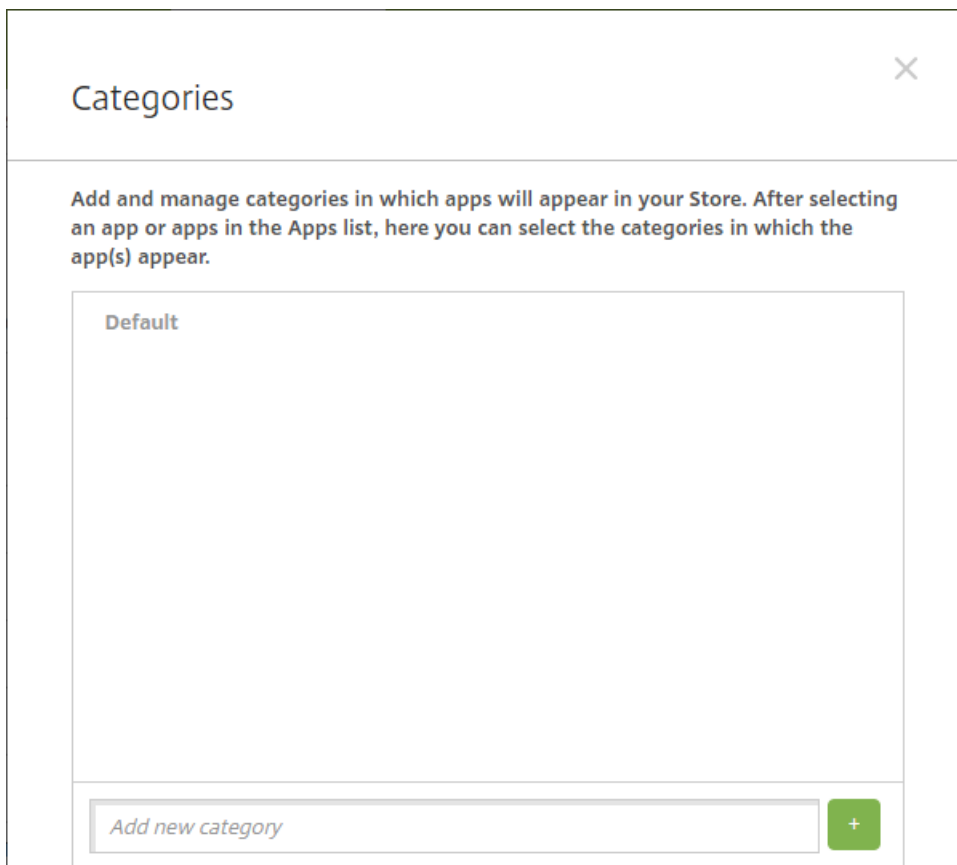 Categories
Add and manage categories in which apps will appear in your Store. After selecting
an app or apps in the Apps list, here you can select the categories in which the
app(s) appear.
Default
Add new category
+